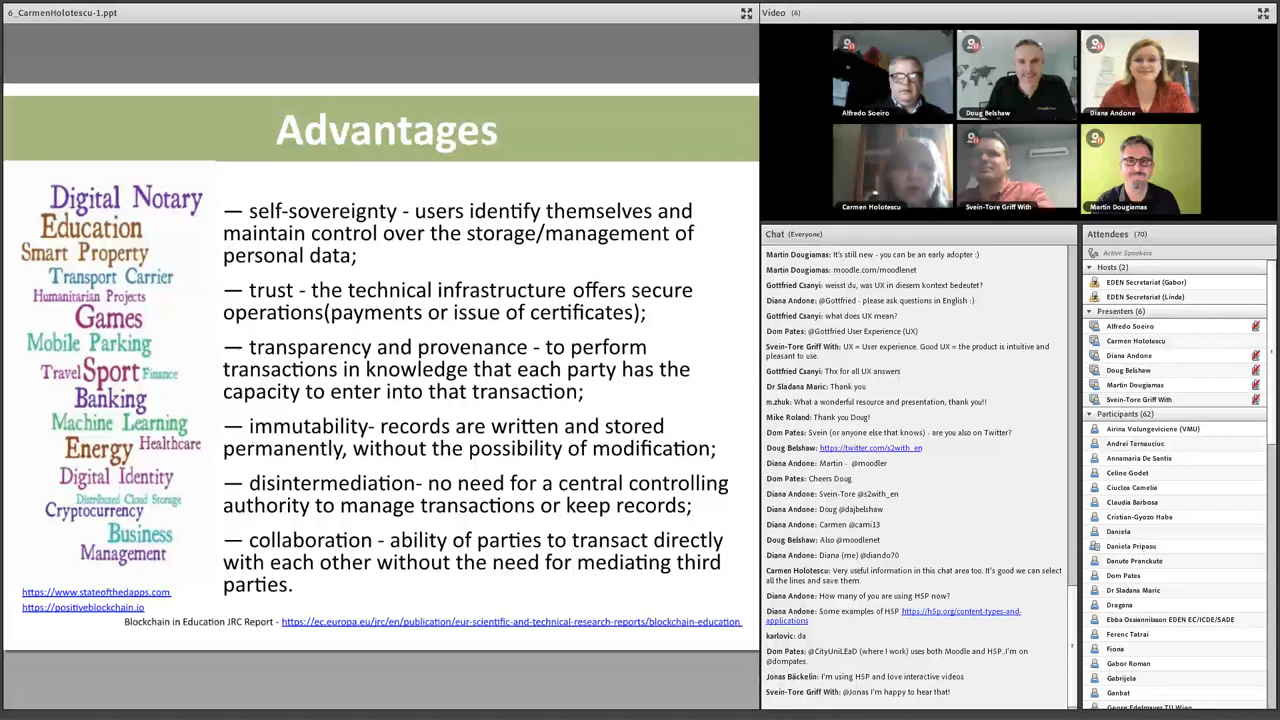 6_CarmenHolotescu-1.ppt
Advantages
Digital Notary
Education
Smart Property
Transport Carrier
Humanitarian Projects
Games
Mobile Parking
Travel Sport Finance
Banking
Machine Learning
Energy Healthcare
Digital Identity
Distributed Cloud Storage
Cryptocurrency
Business
Management
— self-sovereignty - users identify themselves and
maintain control over the storage/management of
personal data;
— trust - the technical infrastructure offers secure
operations(payments or issue of certificates);
— transparency and provenance - to perform
transactions in knowledge that each party has the
capacity to enter into that transaction;
— immutability- records are written and stored
permanently, without the possibility of modification;
— disintermediation- no need for a central controlling
authority to manage transactions or keep records;
— collaboration - ability of parties to transact directly
with each other without the need for mediating third
parties.
https://www.stateofthedapps.com
https://positiveblockchain.io
Blockchain in Education JRC Report - https://ec.europa.eu/jrc/en/publication/eur-scientific-and-technical-research-reports/blockchain-education
Video (6)
Alfredo Soeiro
Doug Belshaw
Diana Andone
Carmen Holotescu
Svein-Tore Griff With
Martin Dougiamas
Chat (Everyone)
Martin Dougiamas: It's still new - you can be an early adopter :)
Martin Dougiamas: moodle.com/moodlenet
Gottfried Csanyi: weisst du, was UX in diesem kontext bedeutet?
Diana Andone: @Gottfried - please ask questions in English :)
Gottfried Csanyi: what does UX mean?
Dom Pates: @Gottfried User Experience (UX)
Svein-Tore Griff With: UX = User experience. Good UX = the product is intuitive and
pleasant to use.
Gottfried Csanyi: Thx for all UX answers
Dr Sladana Maric: Thank you
m.zhuk: What a wonderful resource and presentation, thank you!!
Mike Roland: Thank you Doug!
Dom Pates: Svein (or anyone else that knows) - are you also on Twitter?
Doug Belshaw: https://twitter.com/s2with_en
Diana Andone: Martin - @moodler
Dom Pates: Cheers Doug
Diana Andone: Svein-Tore @s2with_en
Diana Andone: Doug @dajbelshaw
Diana Andone: Carmen @cami13
Doug Belshaw: Also @moodlenet
Diana Andone: Diana (me) @diando70
Carmen Holotescu: Very useful information in this chat area too. It's good we can select
all the lines and save them.
Diana Andone: How many of you are using H5P now?
Diana Andone: Some examples of H5P https://h5p.org/content-types-and-
applications
karlovic: da
Dom Pates: @CityUniLEaD (where I work) uses both Moodle and H5P..I'm on
@dompates.
Jonas Bäckelin: I'm using H5P and love interactive videos
Svein-Tore Griff With: @Jonas I'm happy to hear that!
Attendees (70)
Active Speakers
Hosts (2)
EDEN Secretariat (Gabor)
EDEN Secretariat (Linda)
Presenters (6)
Alfredo Soeiro
Carmen Holotescu
Diana Andone
Doug Belshaw
Martin Dougiamas
Svein-Tore Griff With
Participants (62)
Airina Volungeviciene (VMU)
Andrei Ternauciuc
Annamaria De Santis
Celine Godet
Ciuclea Camelia
Claudia Barbosa
Cristian-Gyozo Haba
Daniela
Daniela Pripasu
Danute Pranckute
Dom Pates
Dr Sladana Maric
Dragana
Ebba Ossiannilsson EDEN EC/ICDE/SADE
Ferenc Tatrai
Fiona
Gabor Roman
Gabrijela
Ganbat
Georg Edelmayer TU Wien